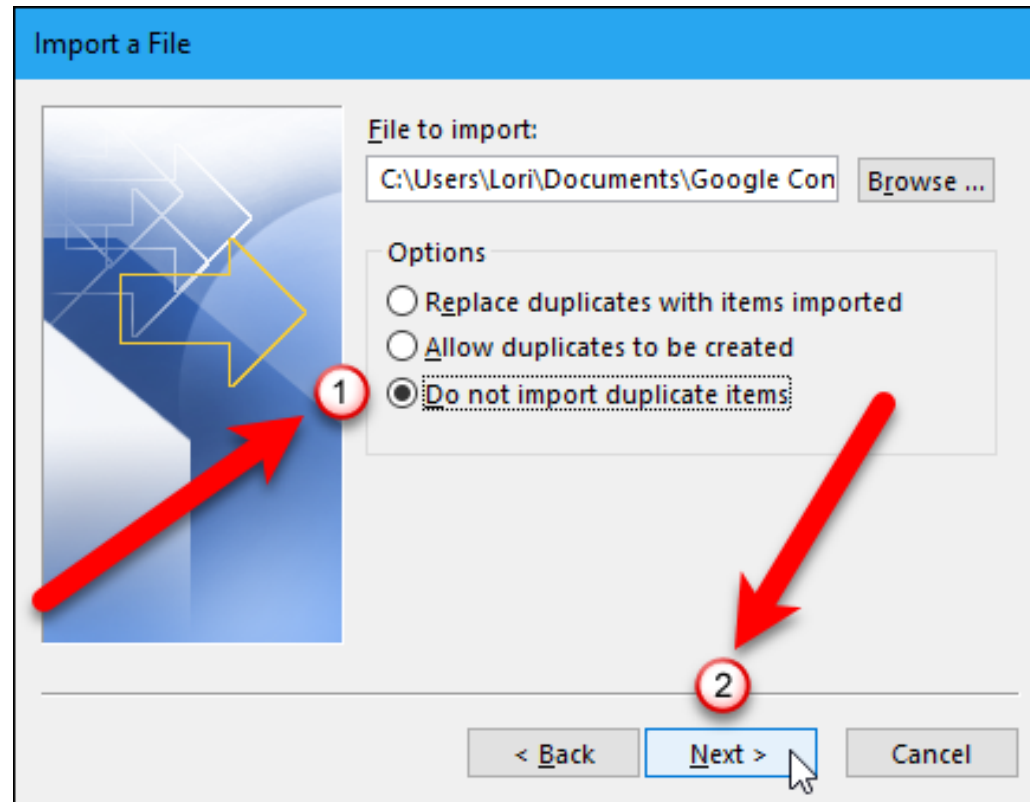 Import a File
File to import:
C:\Users\Lori\Documents\Google Con
Browse ...
Options
Replace duplicates with items imported
Allow duplicates to be created
1
Do not import duplicate items
2
< Back
Next >
Cancel